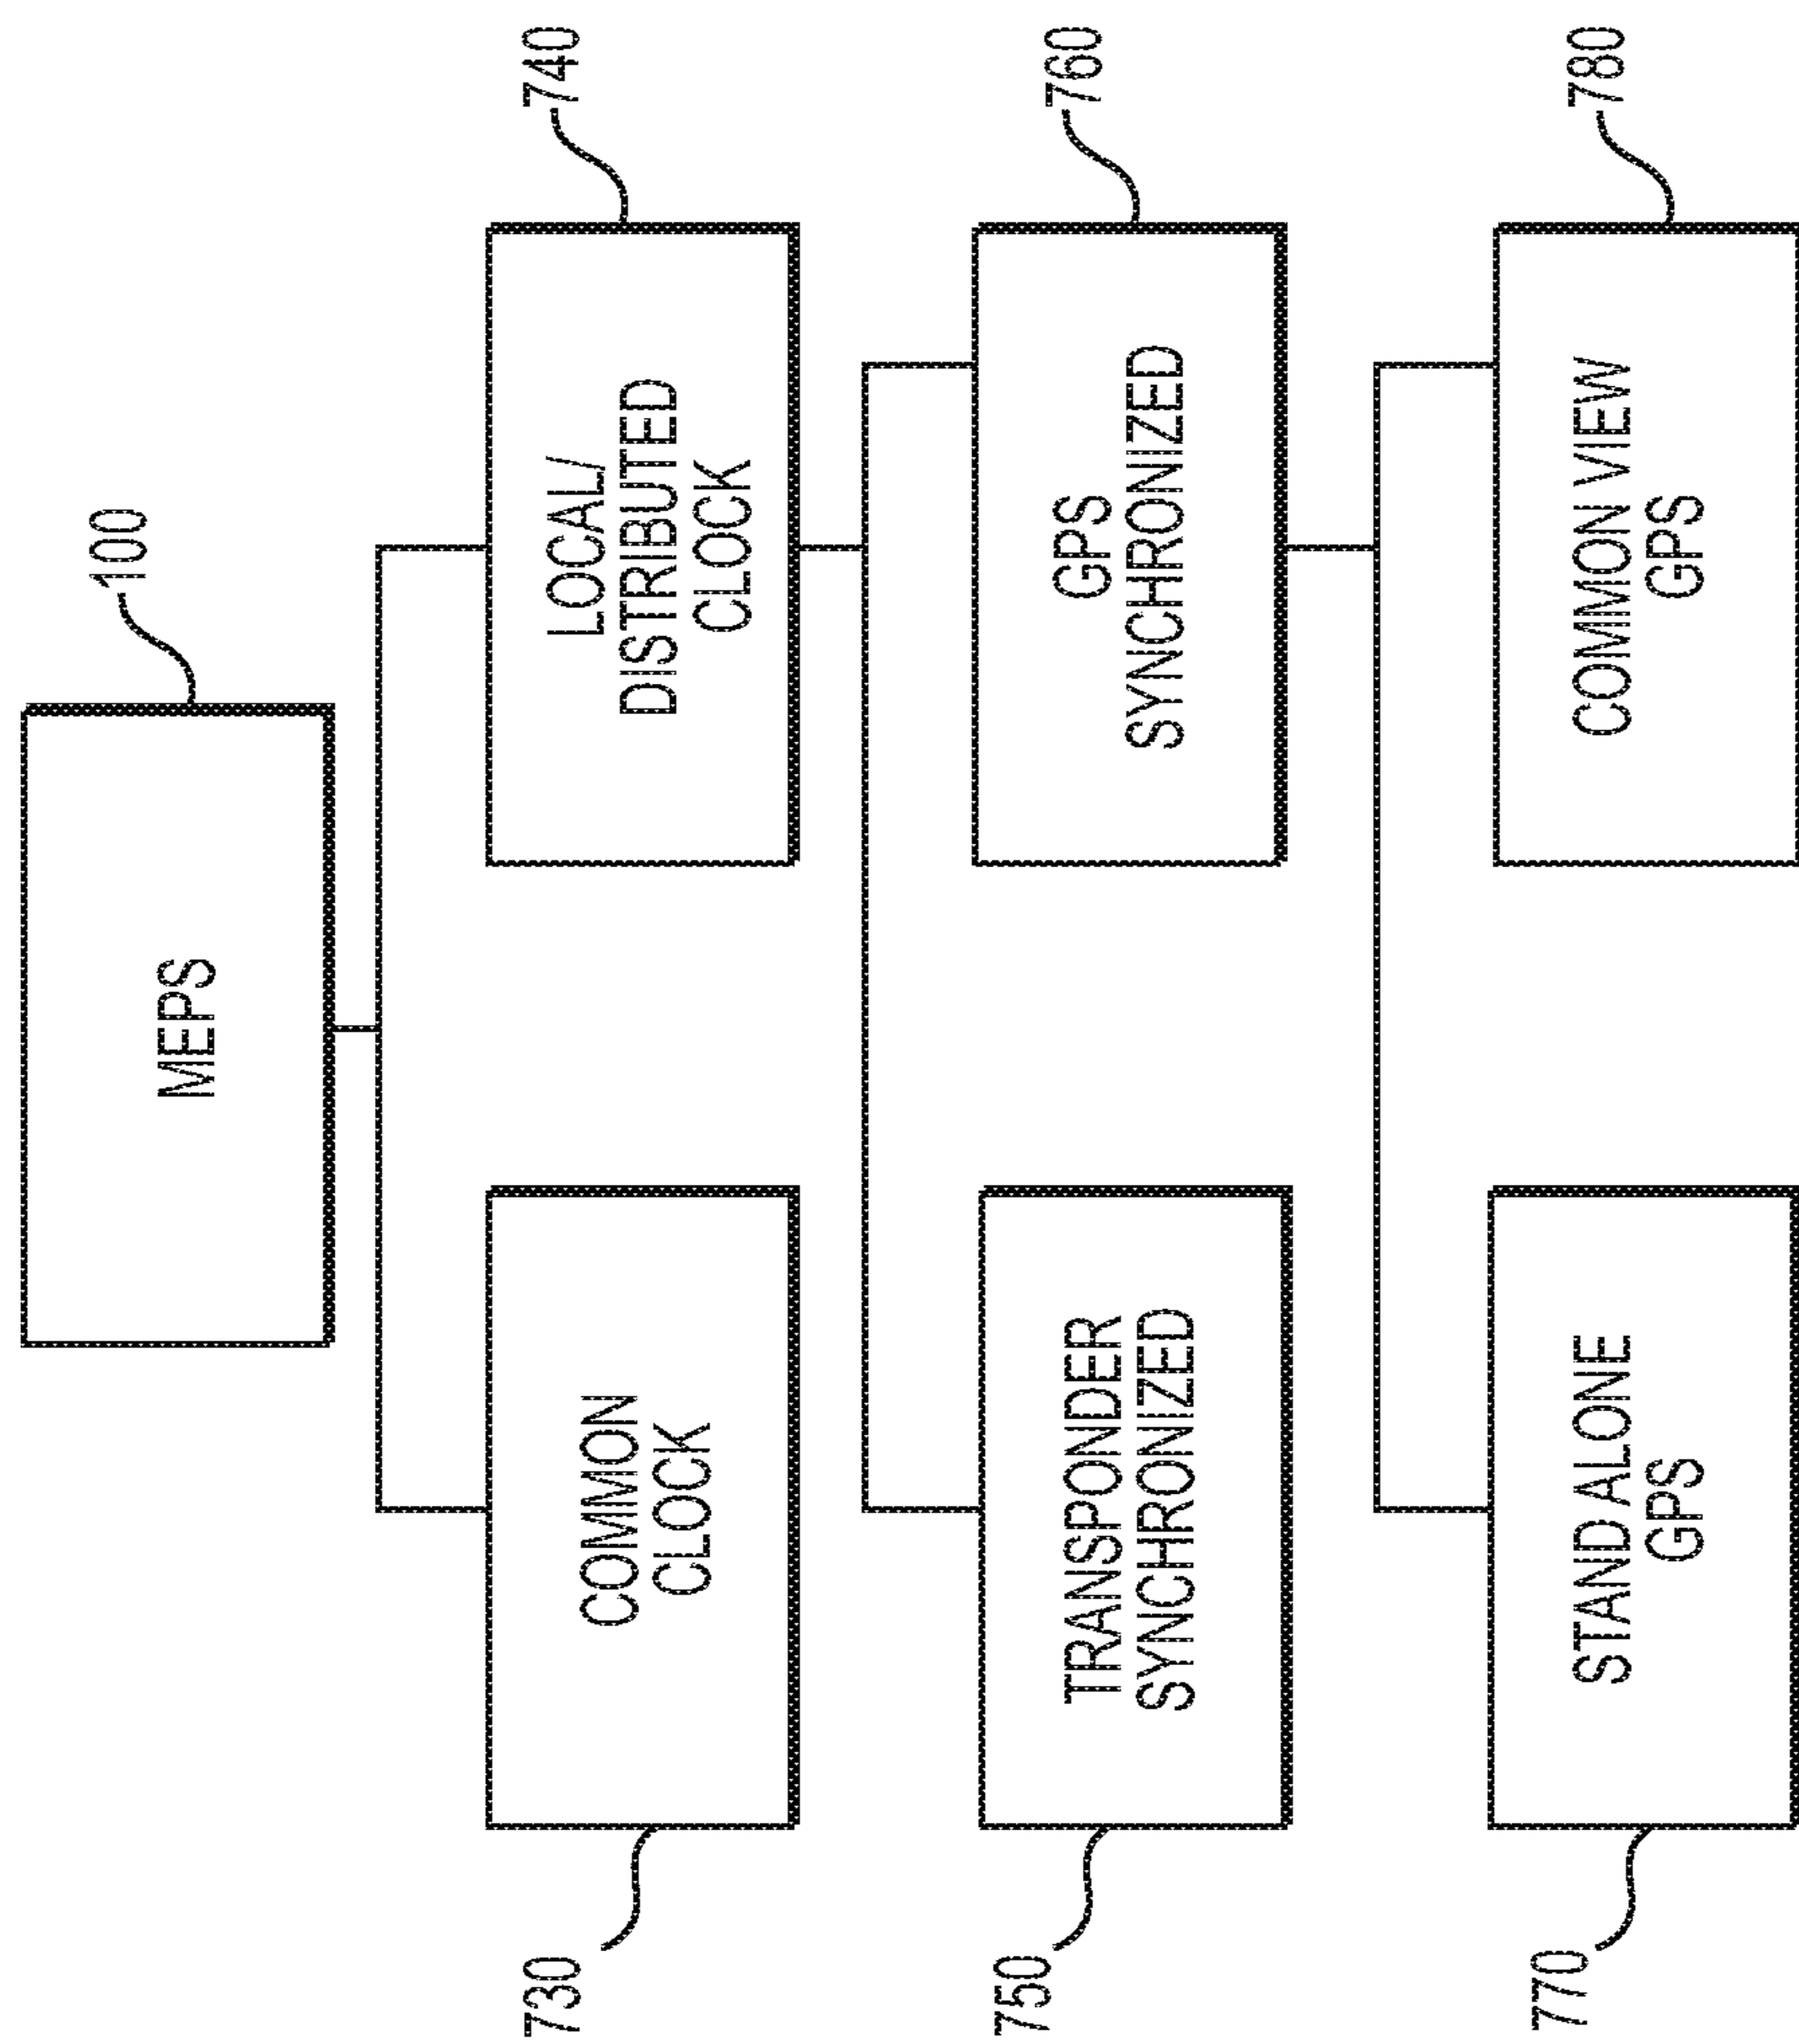 MEPS
100
COMMON
CLOCK
730
LOCAL/
DISTRIBUTED
CLOCK
740
TRANSPONDER
SYNCHRONIZED
750
GPS
SYNCHRONIZED
760
STAND ALONE
GPS
770
COMMON VIEW
GPS
780